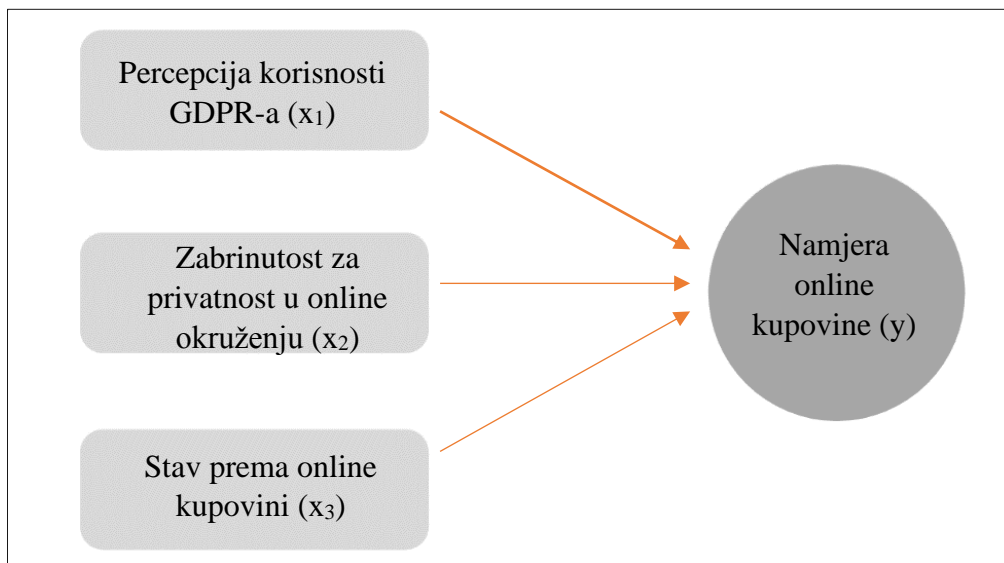 Percepcija korisnosti
GDPR-a (x₁)
Zabrinutost za
privatnost u online
okruženju (x₂)
Stav prema online
kupovini (x₃)
Namjera
online
kupovine (y)